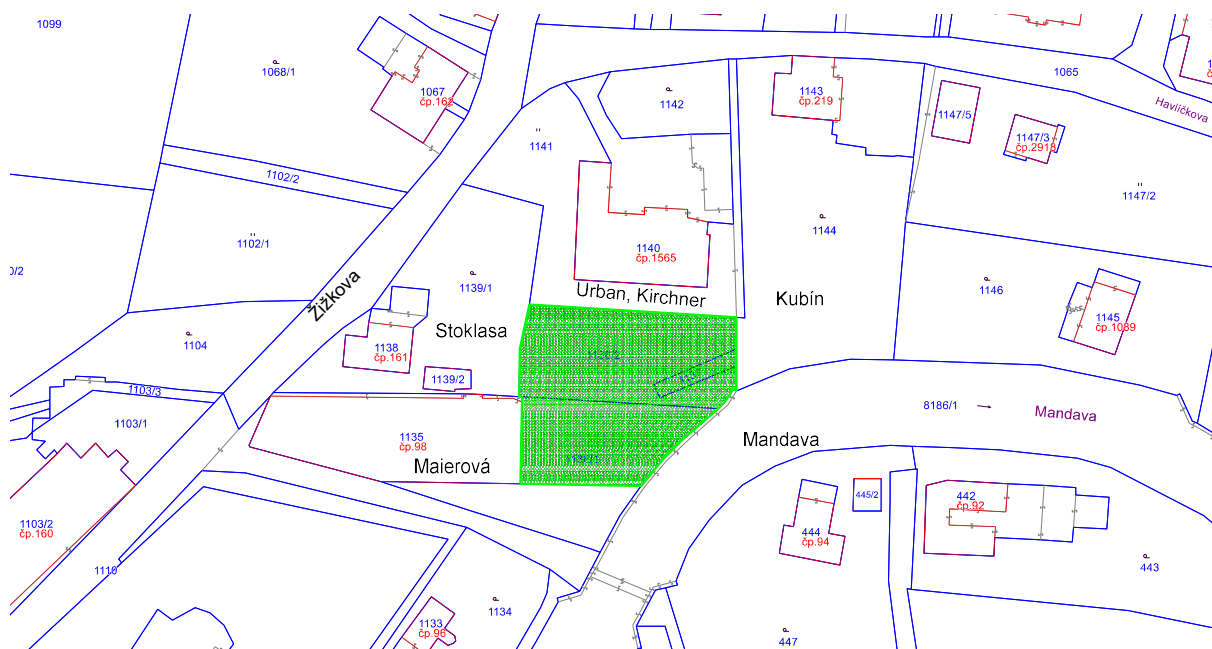 1099
1068/1
1067
čp.162
1142
1143
čp.219
1065
Havlíčkova
1147/5
1147/3
čp.2918
1141
1102/2
1147/2
1102/1
1144
1140
čp.1565
1139/1
1146
Žižkova
Urban, Kirchner
Kubín
1145
čp.1089
Stoklasa
1104
1138
čp.161
1139/2
1103/3
8186/1
Mandava
1103/1
1135
čp.98
Mandava
Maierová
445/2
442
čp.92
1103/2
čp.160
444
čp.94
443
1110
1134
1133
čp.96
447